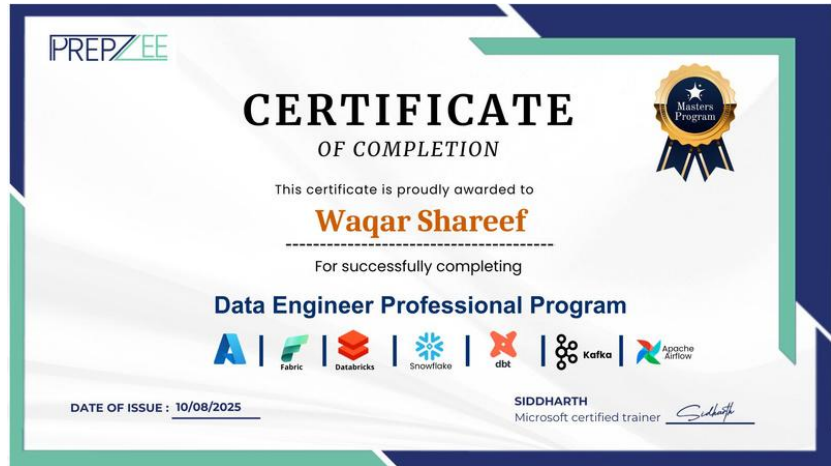 PREPZEE
CERTIFICATE
OF COMPLETION
Masters
Program
This certificate is proudly awarded to
Waqar Shareef
For successfully completing
Data Engineer Professional Program
Fabric
Databricks
Snowflake
dbt
Kafka
Apache
Airflow
DATE OF ISSUE : 10/08/2025
SIDDHARTH
Microsoft certified trainer
Siddharth